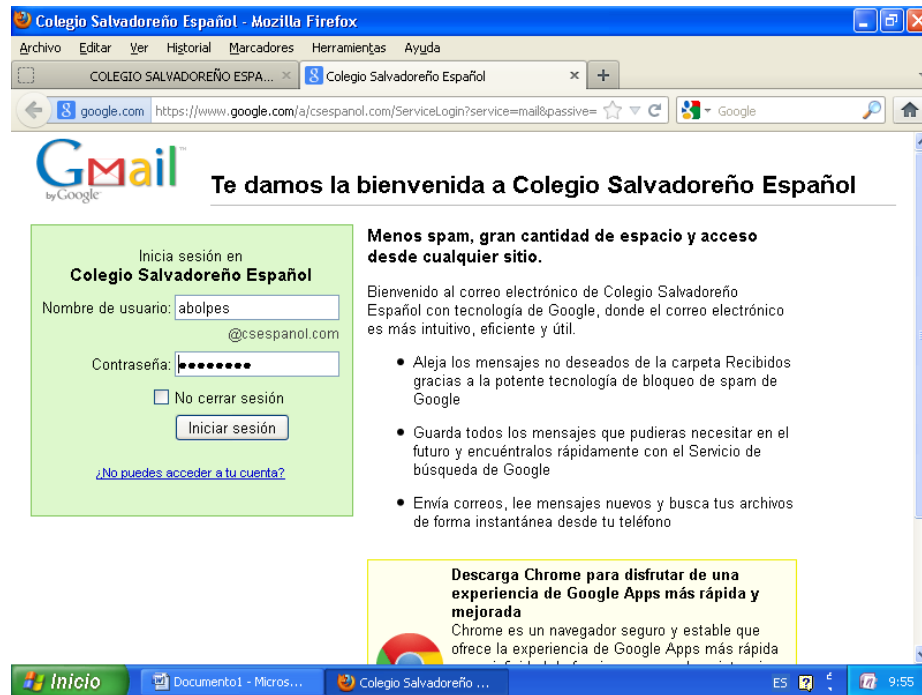 Colegio Salvadoreño Español - Mozilla Firefox
Archivo Editar Ver Historial Marcadores Herramientas Ayuda
COLEGIO SALVADOREÑO ESPA... Colegio Salvadoreño Español
google.com https://www.google.com/a/csespanol.com/ServiceLogin?service=mail&passive= Google
Gmail
by Google
Te damos la bienvenida a Colegio Salvadoreño Español
Inicia sesión en
Colegio Salvadoreño Español
Nombre de usuario: abolpes
@csespanol.com
Contraseña: ••••••••
No cerrar sesión
Iniciar sesión
¿No puedes acceder a tu cuenta?
Menos spam, gran cantidad de espacio y acceso
desde cualquier sitio.
Bienvenido al correo electrónico de Colegio Salvadoreño
Español con tecnología de Google, donde el correo electrónico
es más intuitivo, eficiente y útil.
• Aleja los mensajes no deseados de la carpeta Recibidos
gracias a la potente tecnología de bloqueo de spam de
Google
• Guarda todos los mensajes que pudieras necesitar en el
futuro y encuéntralos rápidamente con el Servicio de
búsqueda de Google
• Envía correos, lee mensajes nuevos y busca tus archivos
de forma instantánea desde tu teléfono
Descarga Chrome para disfrutar de una
experiencia de Google Apps más rápida y
mejorada
Chrome es un navegador seguro y estable que
ofrece la experiencia de Google Apps más rápida
Inicio Documento1 - Micros... Colegio Salvadoreño ... ES 9:55